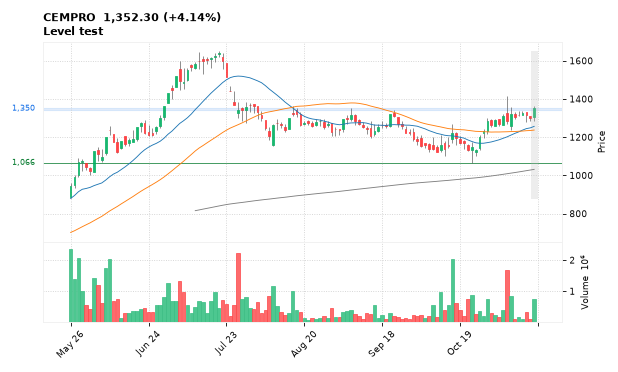 CEMPRO  1,352.30 (+4.14%)
Level test
1600
1400
1,350
1200
Price
1,066
1000
800
2
1
Volume 10⁴
May 26
Jun 24
Jul 23
Aug 20
Sep 18
Oct 19